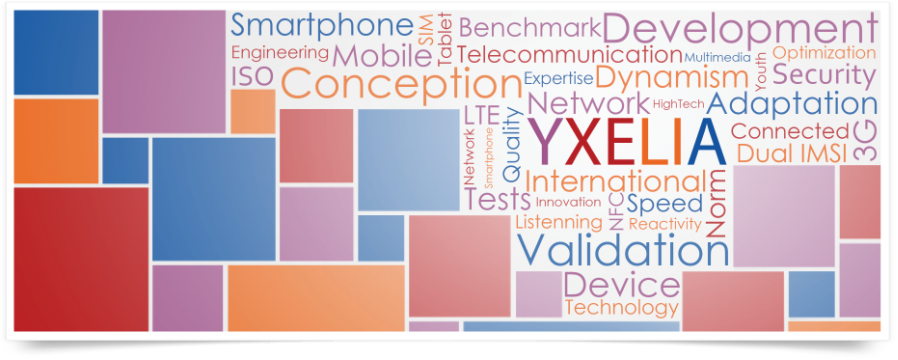 Smartphone
SIM
Tablet
Benchmark
Development
Engineering
Mobile
Telecommunication
Multimedia
Youth
Optimization
ISO
Conception
Expertise
Dynamism
Security
Network
HighTech
Adaptation
LTE
Quality
YXELIA
Connected
3G
Network
Smartphone
Dual IMSI
International
Norm
Tests
Innovation
NFC
Speed
Listenning
Reactivity
Validation
Device
Technology